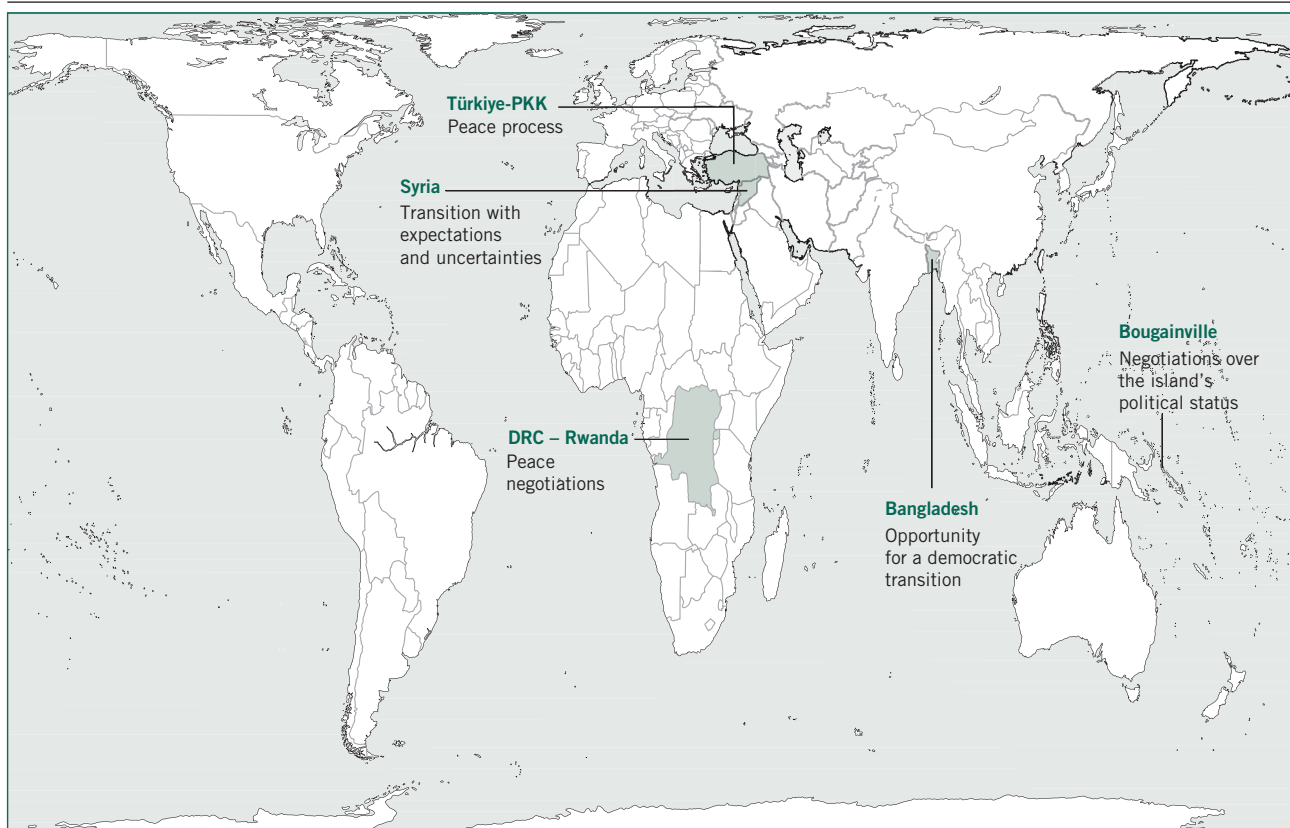 Türkiye-PKK
Peace process
Syria
Transition with
expectations
and uncertainties
DRC – Rwanda
Peace
negotiations
Bangladesh
Opportunity
for a democratic
transition
Bougainville
Negotiations over
the island's
political status